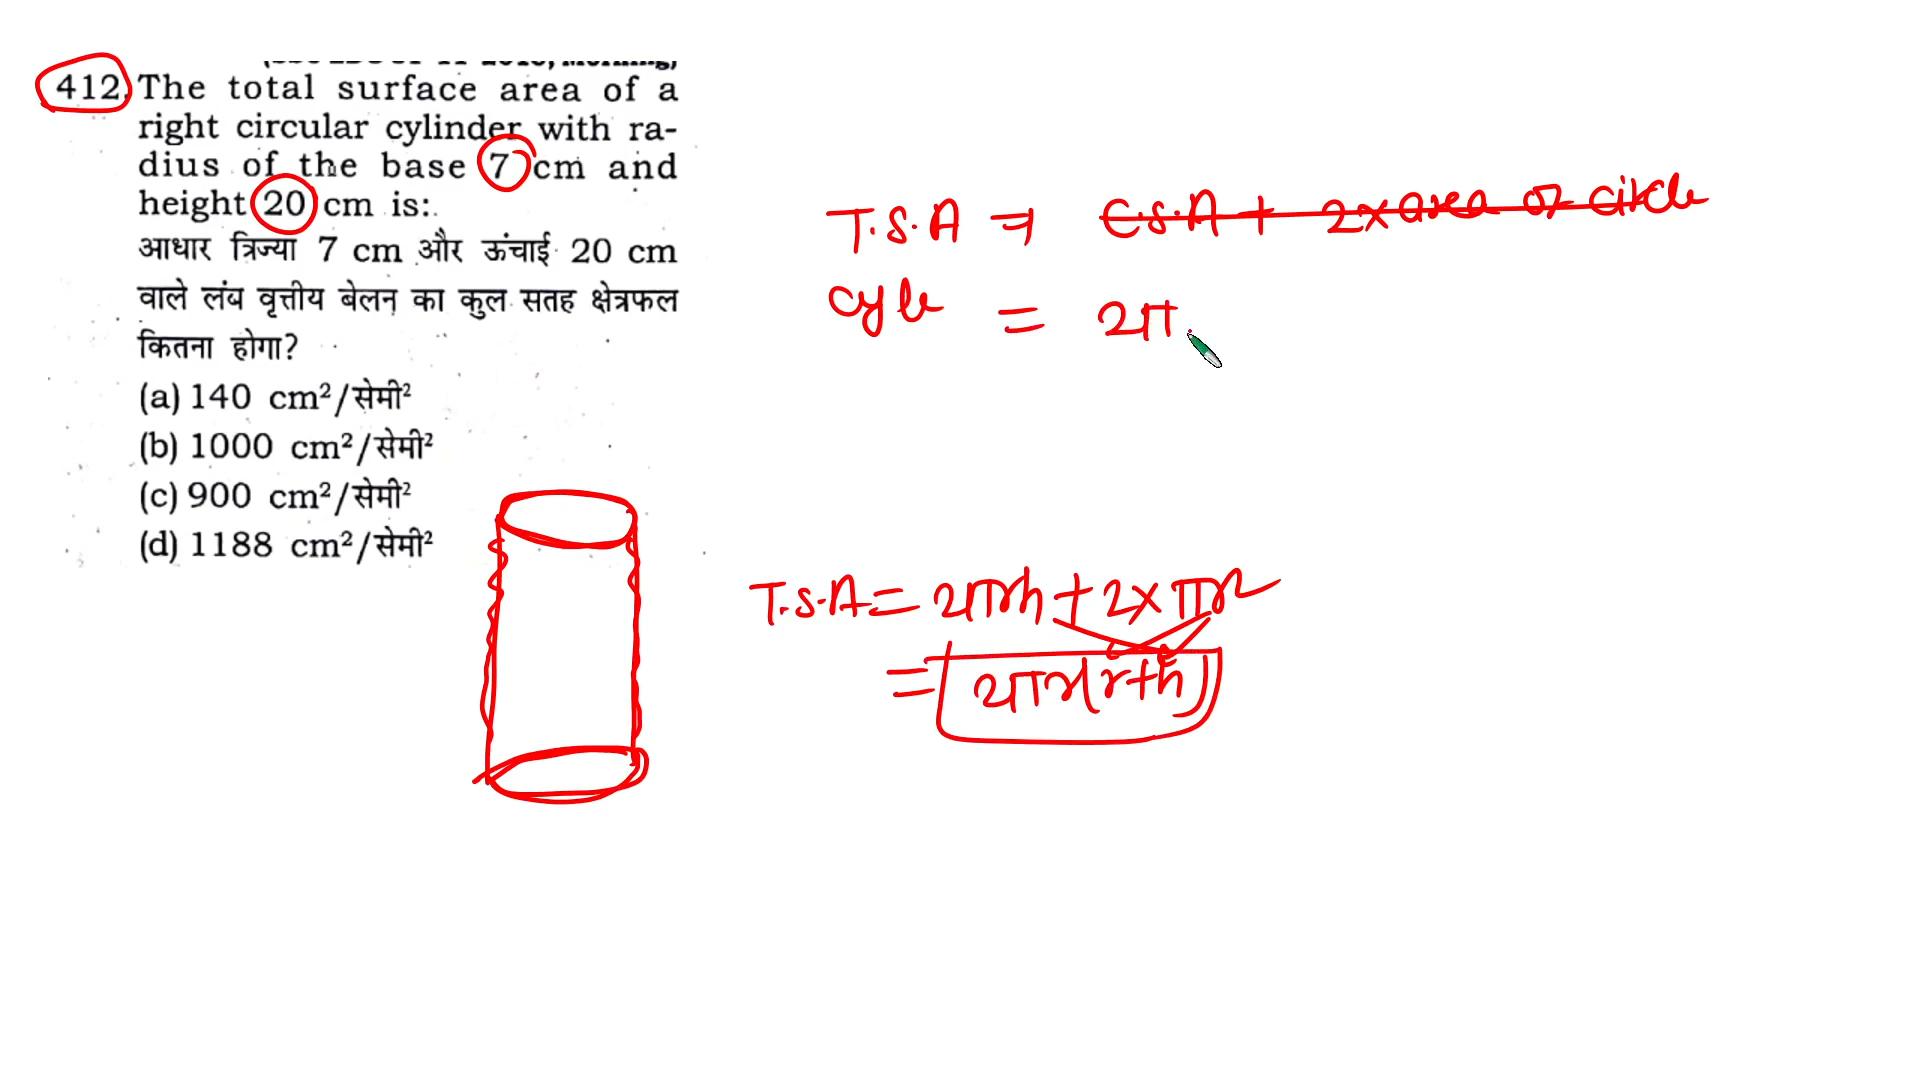 412. The total surface area of a
right circular cylinder with ra-
dius of the base 7 cm and
height 20 cm is:
आधार त्रिज्या 7 cm और ऊंचाई 20 cm
वाले लंब वृत्तीय बेलन का कुल सतह क्षेत्रफल
कितना होगा?
(a) 140 cm²/सेमी²
(b) 1000 cm²/सेमी²
(c) 900 cm²/सेमी²
(d) 1188 cm²/सेमी²
T.S.A ⇒ C.S.A + 2 × area of circle
= 2π
T.S.A = 2πrh + 2 × πr²
= 2πr(r+h)